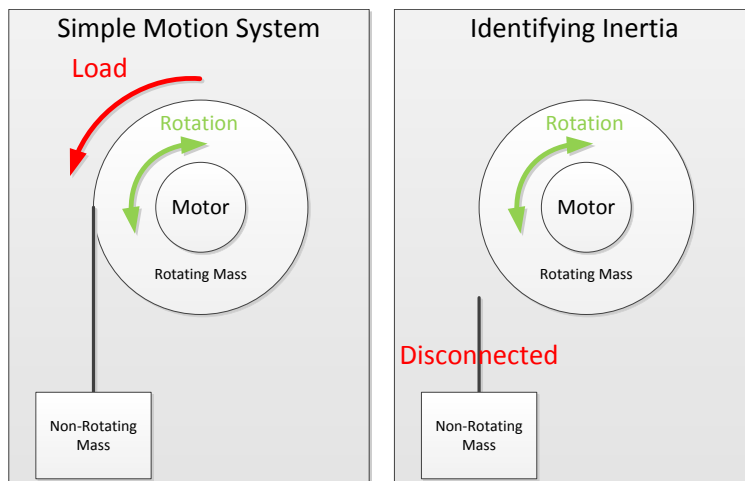 Simple Motion System
Load
Rotation
Motor
Rotating Mass
Non-Rotating
Mass
Identifying Inertia
Rotation
Motor
Rotating Mass
Disconnected
Non-Rotating
Mass